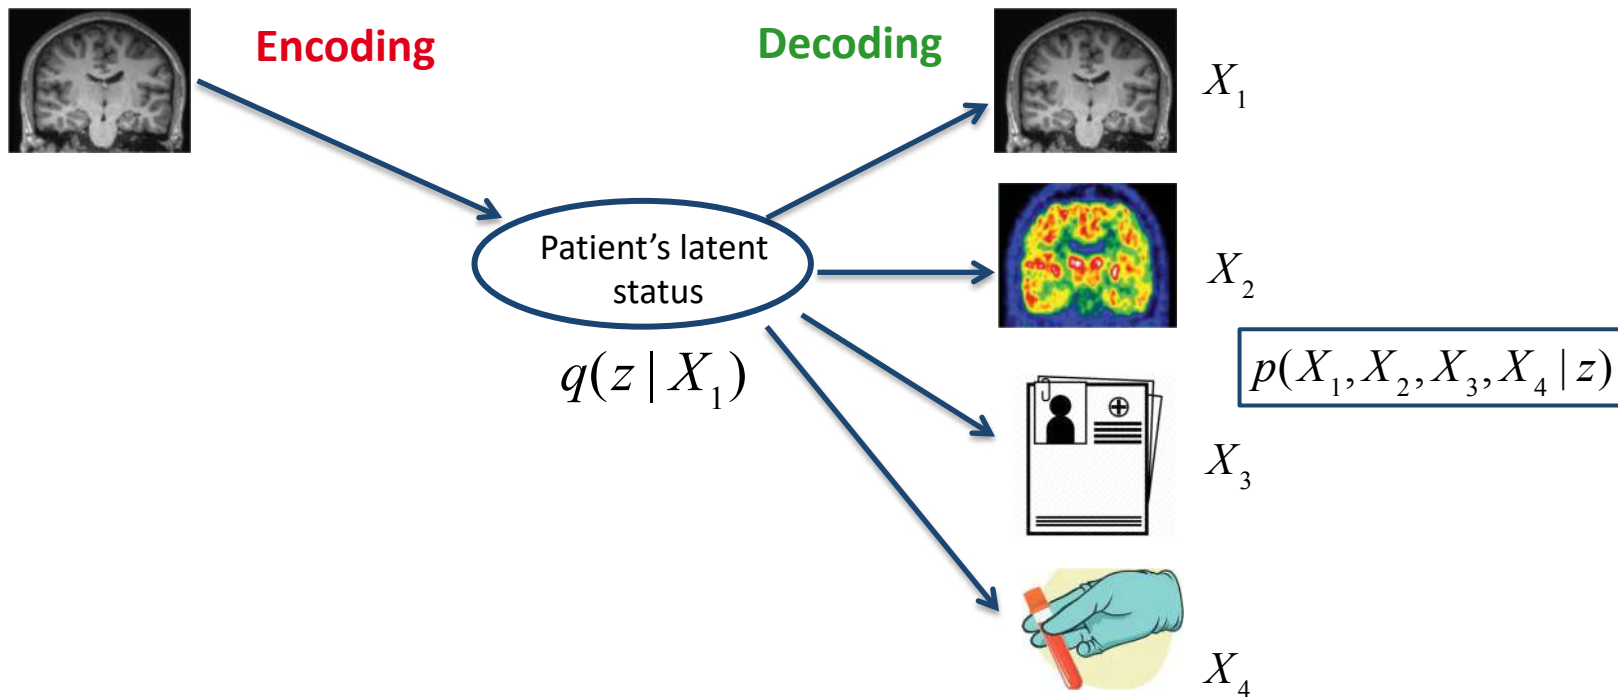 Encoding
Decoding
X₁
Patient’s latent
status
X₂
q(z | X₁)
p(X₁, X₂, X₃, X₄ | z)
X₃
X₄